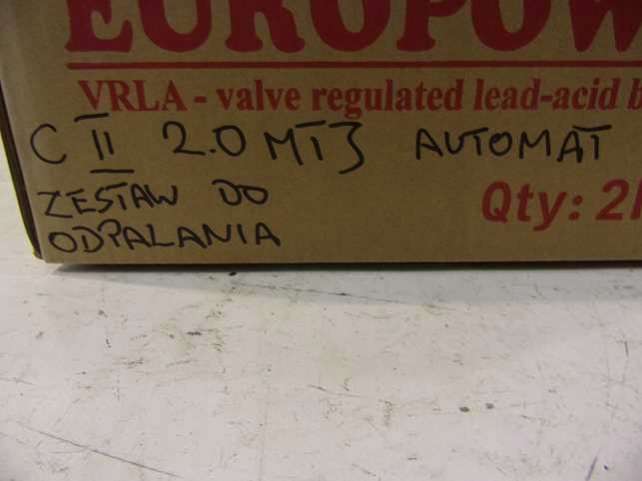 EUROPOW
VRLA - valve regulated lead-acid b
C II 2.0 MTJ AUTOMAT
ZESTAW DO
ODPALANIA
Qty: 2